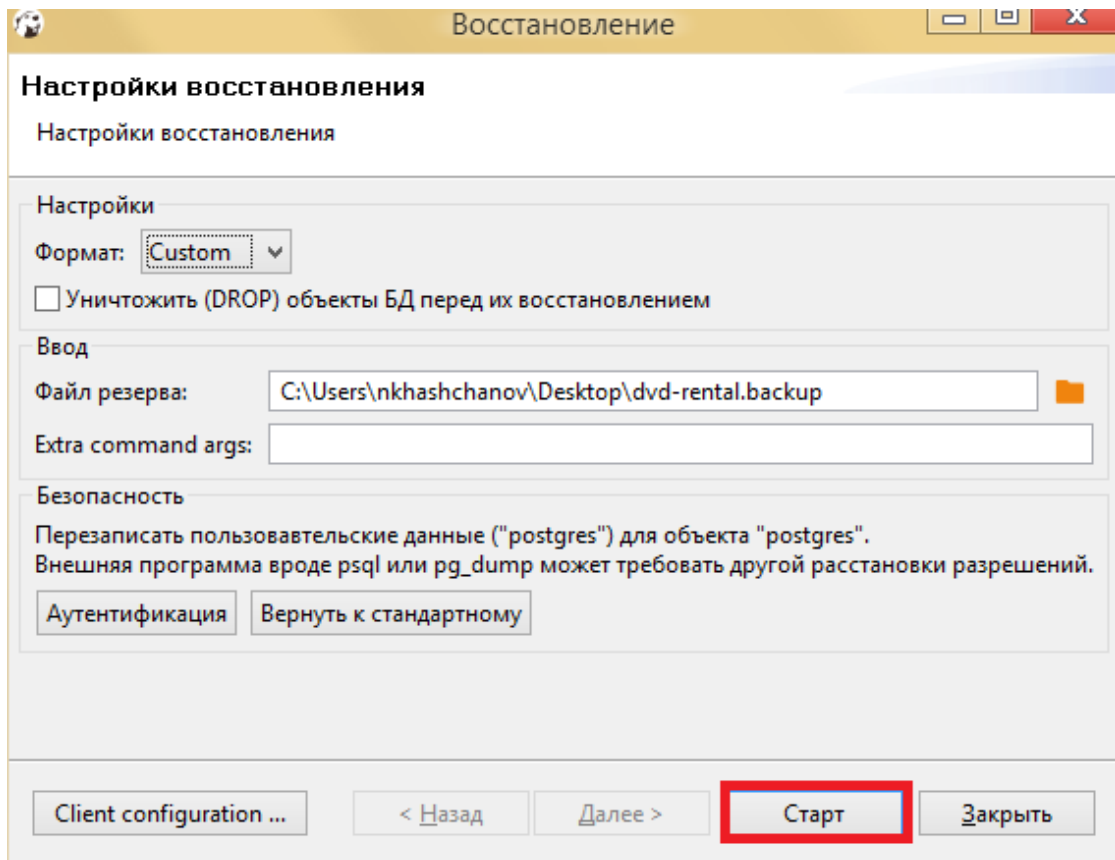 Восстановление
Настройки восстановления
Настройки восстановления
Настройки
Формат: Custom
Уничтожить (DROP) объекты БД перед их восстановлением
Ввод
Файл резерва: C:\Users\nkhashchanov\Desktop\dvd-rental.backup
Extra command args:
Безопасность
Перезаписать пользовавтельские данные ("postgres") для объекта "postgres".
Внешняя программа вроде psql или pg_dump может требовать другой расстановки разрешений.
Аутентификация Вернуть к стандартному
Client configuration ... < Назад Далее > Старт Закрыть